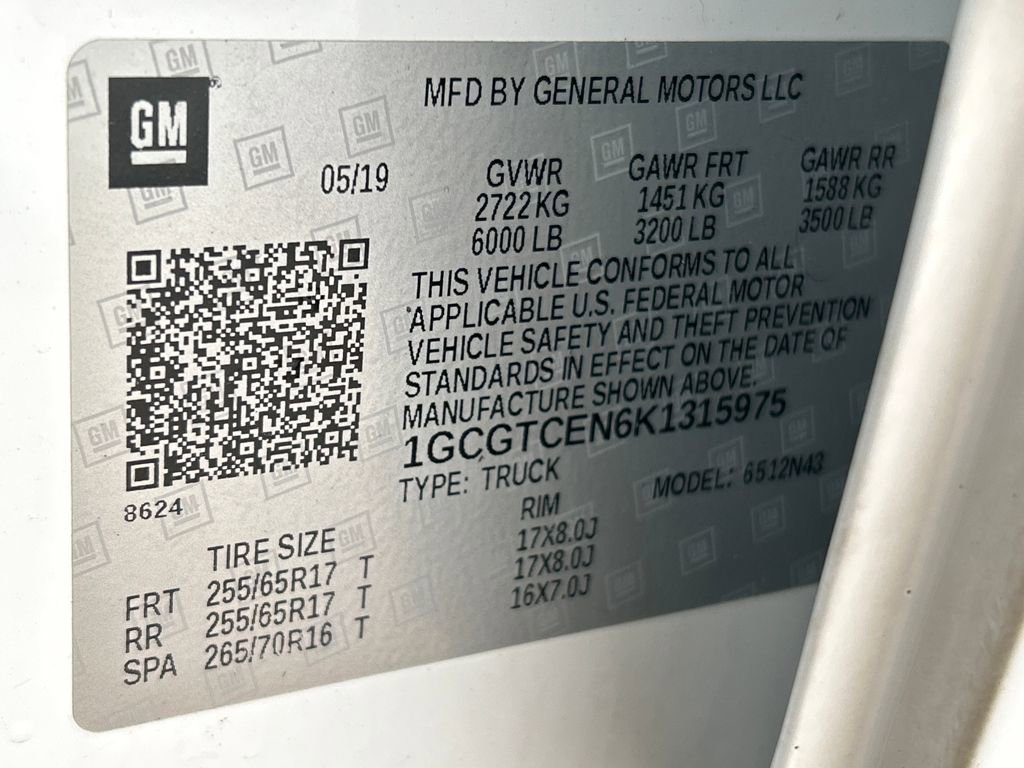 GM
MFD BY GENERAL MOTORS LLC
05/19 GVWR GAWR FRT GAWR RR
2722 KG 1451 KG 1588 KG
6000 LB 3200 LB 3500 LB
THIS VEHICLE CONFORMS TO ALL
APPLICABLE U.S. FEDERAL MOTOR
VEHICLE SAFETY AND THEFT PREVENTION
STANDARDS IN EFFECT ON THE DATE OF
MANUFACTURE SHOWN ABOVE.
1GCGTCEN6K1315975
TYPE: TRUCK MODEL: 6512N43
8624
TIRE SIZE RIM
FRT 255/65R17 T 17X8.0J
RR 255/65R17 T 17X8.0J
SPA 265/70R16 T 16X7.0J